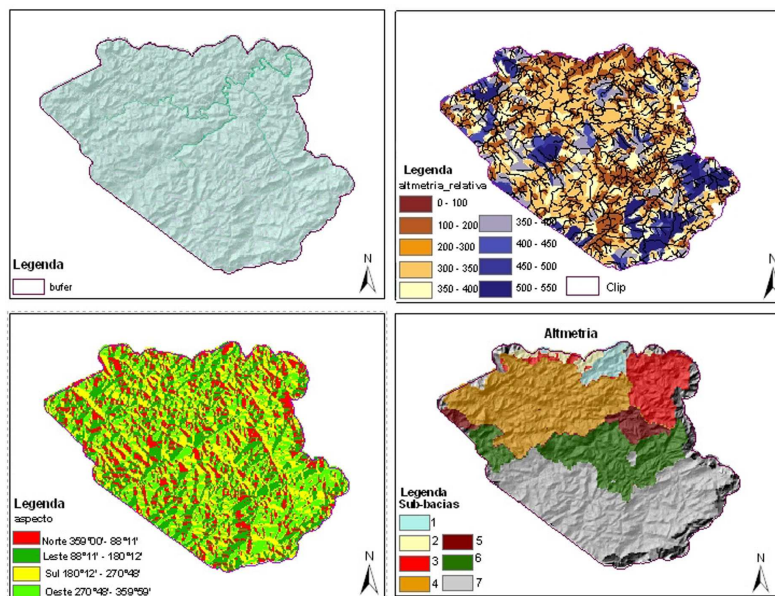 Legenda
bufer
N
Legenda
altmetria_relativa
0 - 100
100 - 200
200 -300
300 - 350
350 - 400
350 - 400
400 - 450
450 - 500
500 - 550
Clip
N
Legenda
aspecto
Norte 359°00'- 88°11'
Leste 88°11' - 180°12'
Sul 180°12' - 270°48'
Oeste 270°48'- 359°59'
N
Altmetria
Legenda
Sub-bacias
1
2
3
4
5
6
7
N